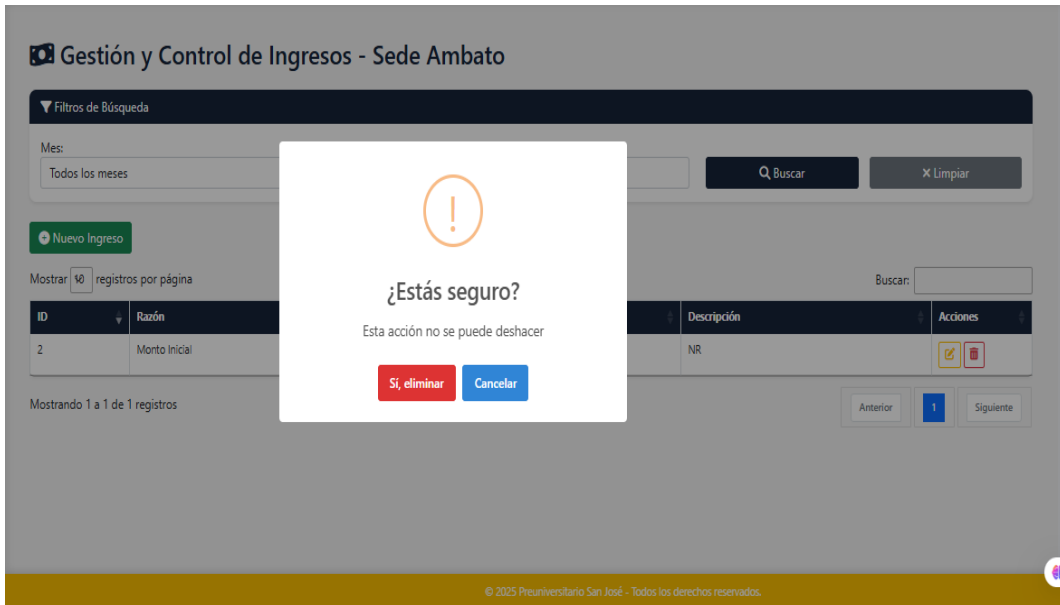 Gestión y Control de Ingresos - Sede Ambato
Filtros de Búsqueda
Mes:
Todos los meses
Buscar
Limpiar
Nuevo Ingreso
Mostrar 10 registros por página
Buscar:
ID Razón Descripción Acciones
2 Monto Inicial NR
Mostrando 1 a 1 de 1 registros
Anterior 1 Siguiente
¿Estás seguro?
Esta acción no se puede deshacer
Sí, eliminar Cancelar
© 2025 Preuniversitario San José - Todos los derechos reservados.